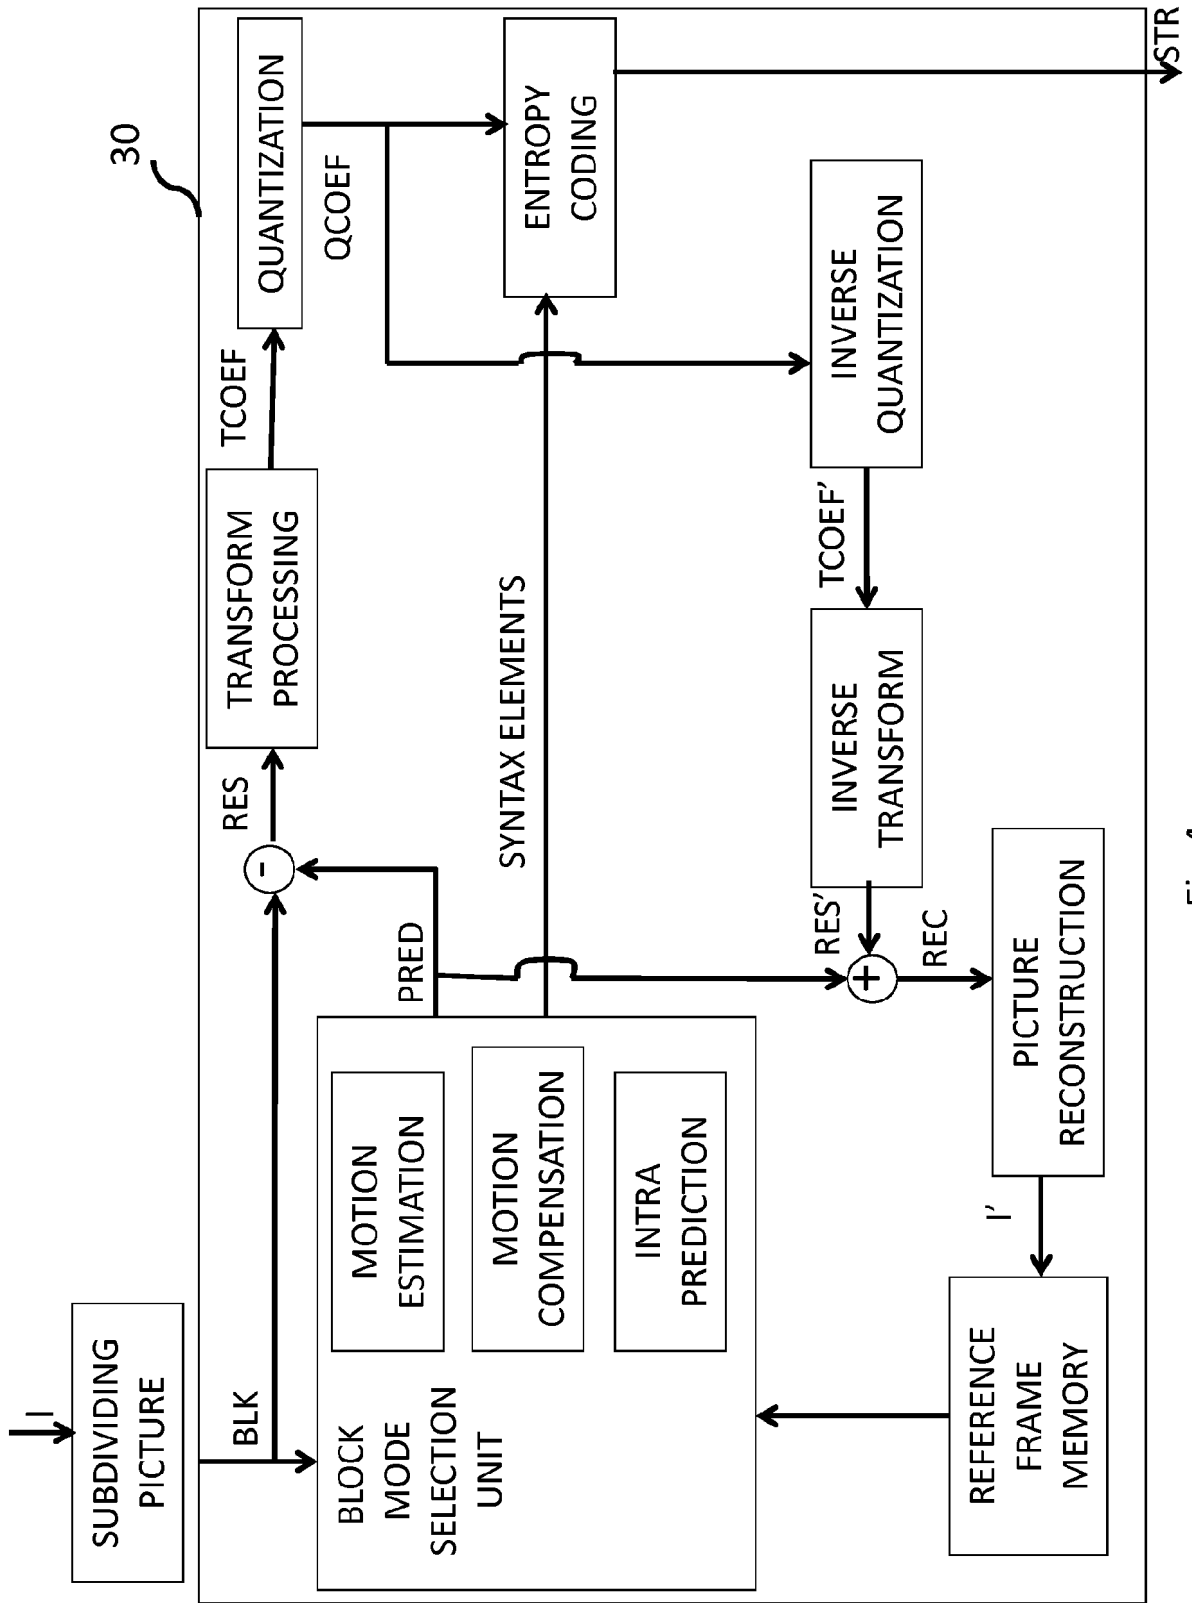 I
SUBDIVIDING
PICTURE
30
BLK
RES
TRANSFORM
PROCESSING
TCOEF
QUANTIZATION
QCOEF
PRED
BLOCK
MODE
SELECTION
UNIT
MOTION
ESTIMATION
MOTION
COMPENSATION
INTRA
PREDICTION
SYNTAX ELEMENTS
ENTROPY
CODING
STR
REFERENCE
FRAME
MEMORY
I'
PICTURE
RECONSTRUCTION
REC
+
-
RES'
INVERSE
TRANSFORM
TCOEF'
INVERSE
QUANTIZATION